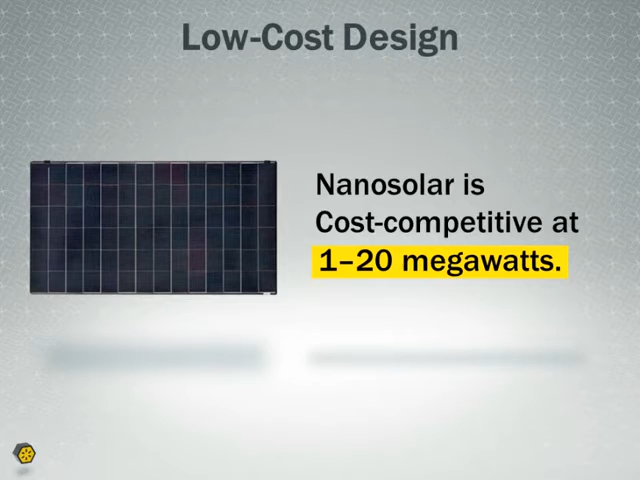 Low-Cost Design
Nanosolar is
Cost-competitive at
1–20 megawatts.